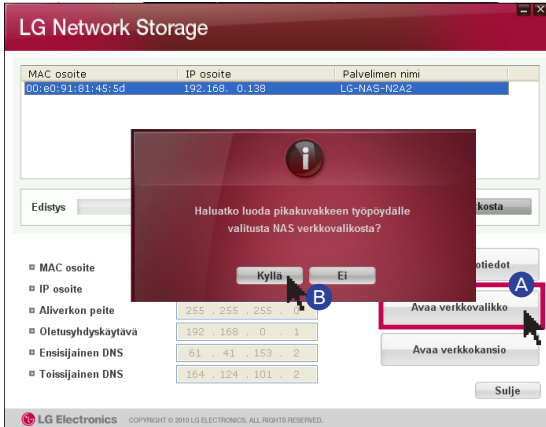 LG Network Storage
MAC osoite IP osoite Palvelimen nimi
00:e0:91:81:45:5d 192.168. 0.138 LG-NAS-N2A2
Haluatko luoda pikakuvakkeen työpöydälle
valitusta NAS verkkovalikosta?
Kyllä Ei
B
Edistys
MAC osoite
IP osoite
Aliverkon peite 255 . 255 . 255 . 0
Oletusyhdyskäytävä 192 . 168 . 0 . 1
Ensisijainen DNS 61 . 41 . 153 . 2
Toissijainen DNS 164 . 124 . 101 . 2
A
Avaa verkkovalikko
Avaa verkkokansio
Sulje
LG Electronics COPYRIGHT © 2010 LG ELECTRONICS. ALL RIGHTS RESERVED.